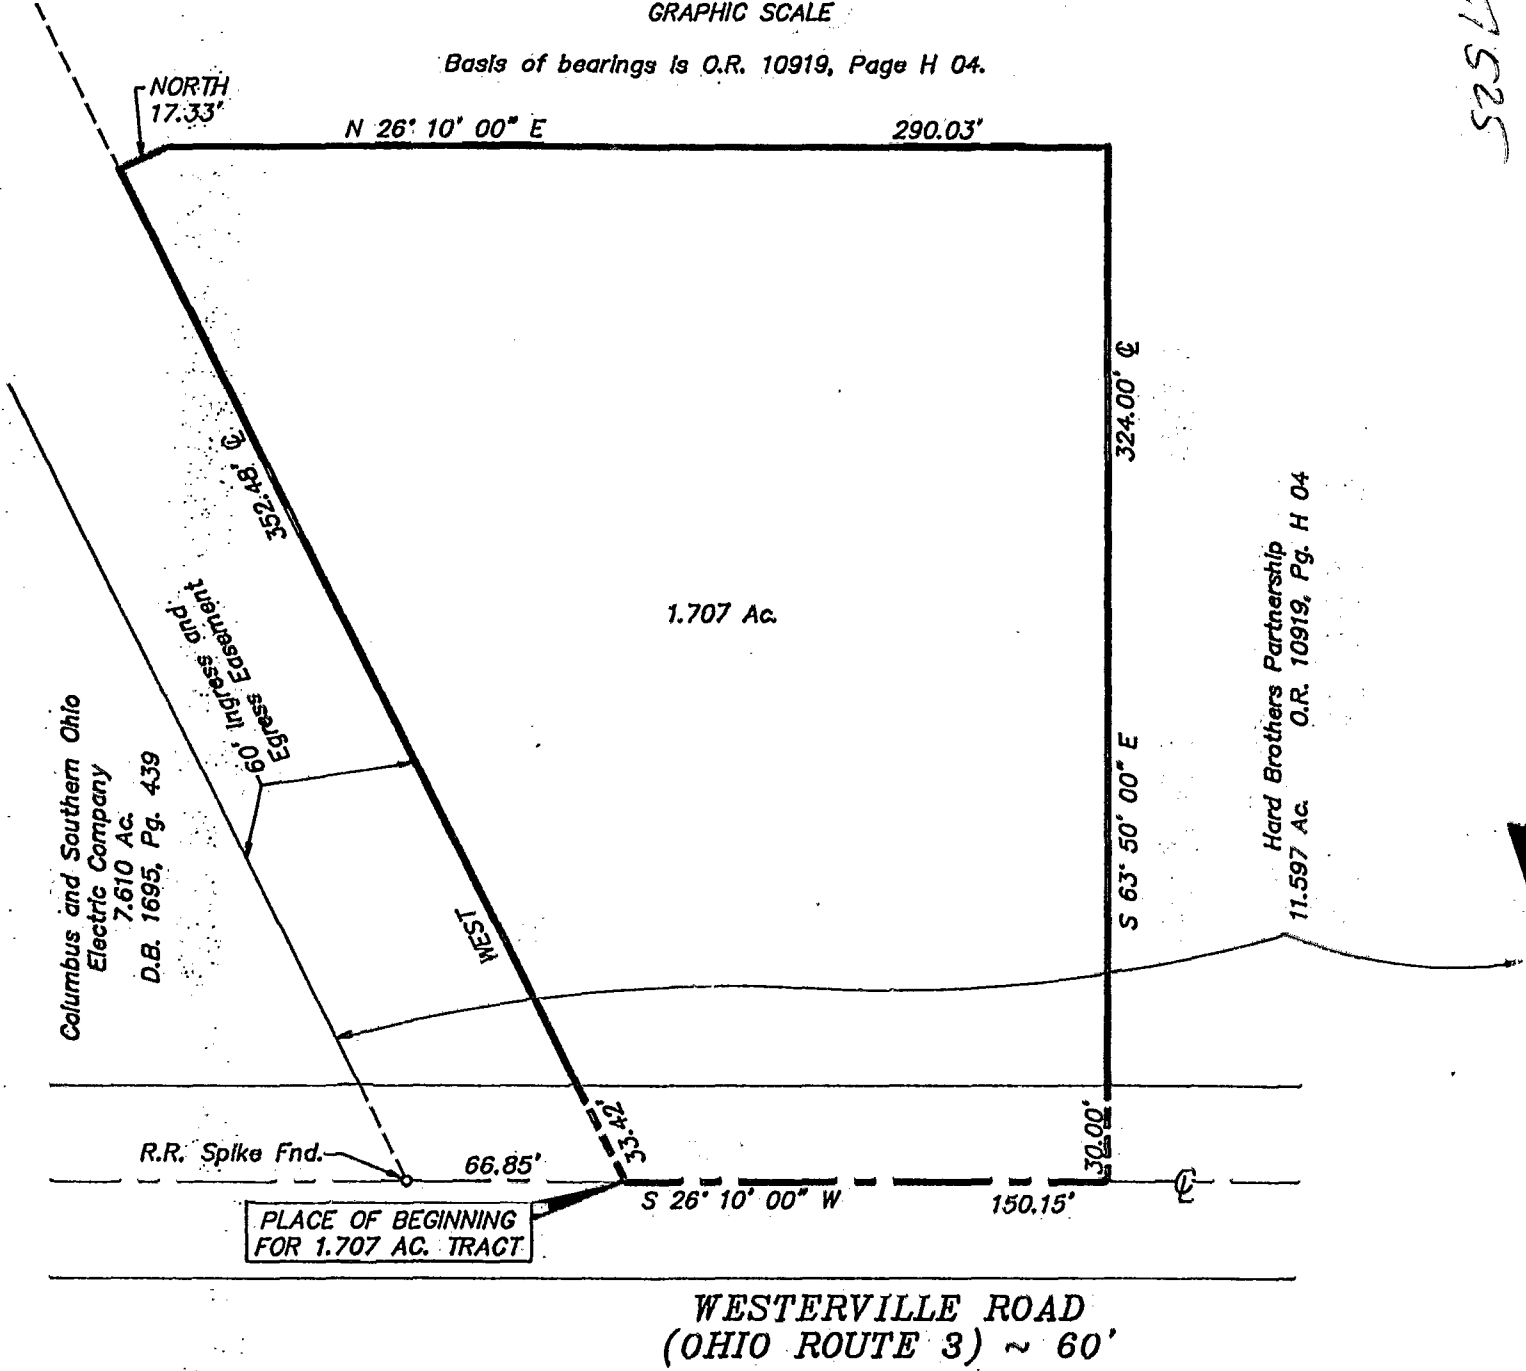 GRAPHIC SCALE
Basis of bearings is O.R. 10919, Page H 04.
7525
NORTH
17.33'
N 26° 10' 00" E 290.03'
324.00' ℄
S 63° 50' 00" E
352.48' ℄
WEST
33.42'
60' Ingress and
Egress Easement
1.707 Ac.
Hard Brothers Partnership
11.597 Ac. O.R. 10919, Pg. H 04
Columbus and Southern Ohio
Electric Company
7.610 Ac.
D.B. 1695, Pg. 439
R.R. Spike Fnd.
66.85'
30.00'
S 26° 10' 00" W 150.15'
℄
PLACE OF BEGINNING
FOR 1.707 AC. TRACT
WESTERVILLE ROAD
(OHIO ROUTE 3) ~ 60'